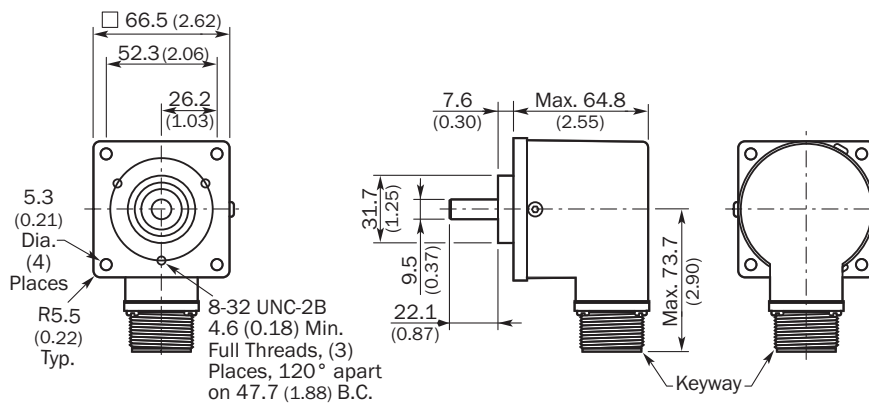 □ 66.5 (2.62)
52.3 (2.06)
26.2
(1.03)
5.3
(0.21)
Dia.
(4)
Places
R5.5
(0.22)
Typ.
8-32 UNC-2B
4.6 (0.18) Min.
Full Threads, (3)
Places, 120° apart
on 47.7 (1.88) B.C.
7.6
(0.30)
Max. 64.8
(2.55)
31.7
(1.25)
9.5
(0.37)
22.1
(0.87)
Max. 73.7
(2.90)
Keyway